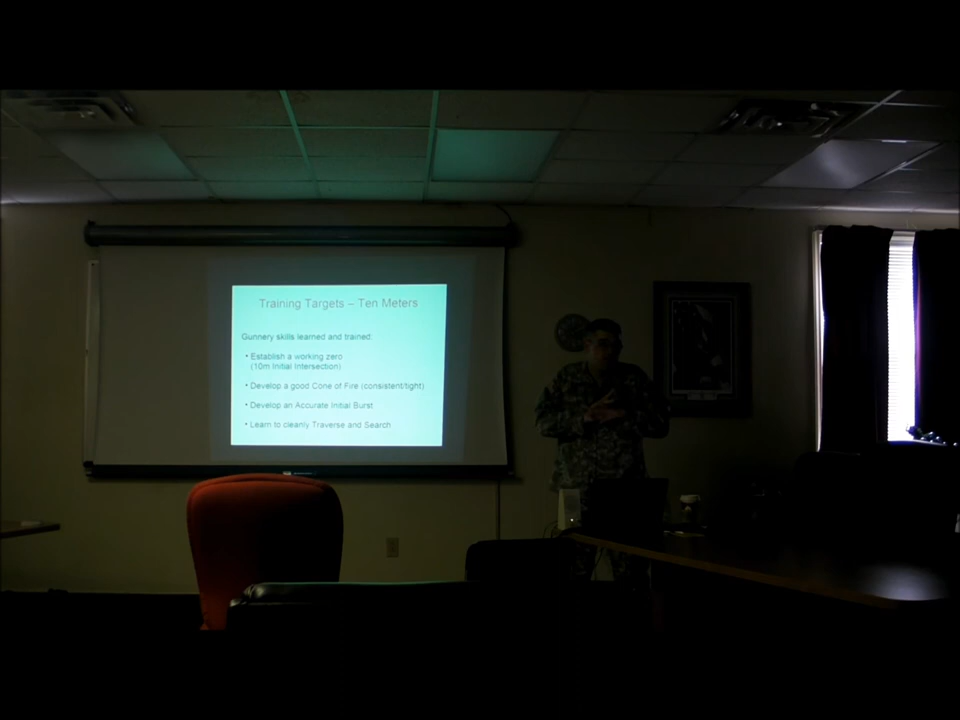 Training Targets – Ten Meters
Gunnery skills learned and trained:
• Establish a working zero
(10m Initial Intersection)
• Develop a good Cone of Fire (consistent/tight)
• Develop an Accurate Initial Burst
• Learn to cleanly Traverse and Search